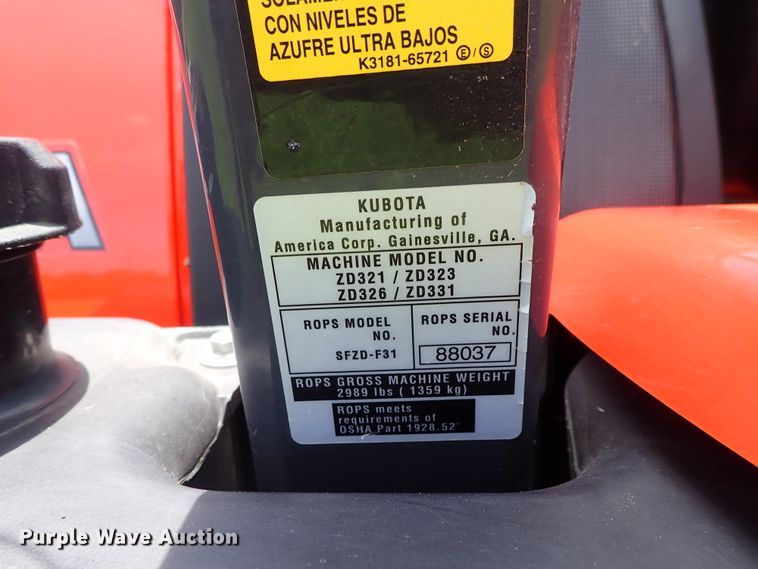 CON NIVELES DE
AZUFRE ULTRA BAJOS
K3181-65721 Ⓔ/Ⓢ
KUBOTA
Manufacturing of
America Corp. Gainesville, GA.
MACHINE MODEL NO.
ZD321 / ZD323
ZD326 / ZD331
ROPS MODEL
NO.
SFZD-F31
ROPS SERIAL
NO.
88037
ROPS GROSS MACHINE WEIGHT
2989 lbs ( 1359 kg)
ROPS meets
requirements of
OSHA Part 1928.52
A
Purple Wave Auction